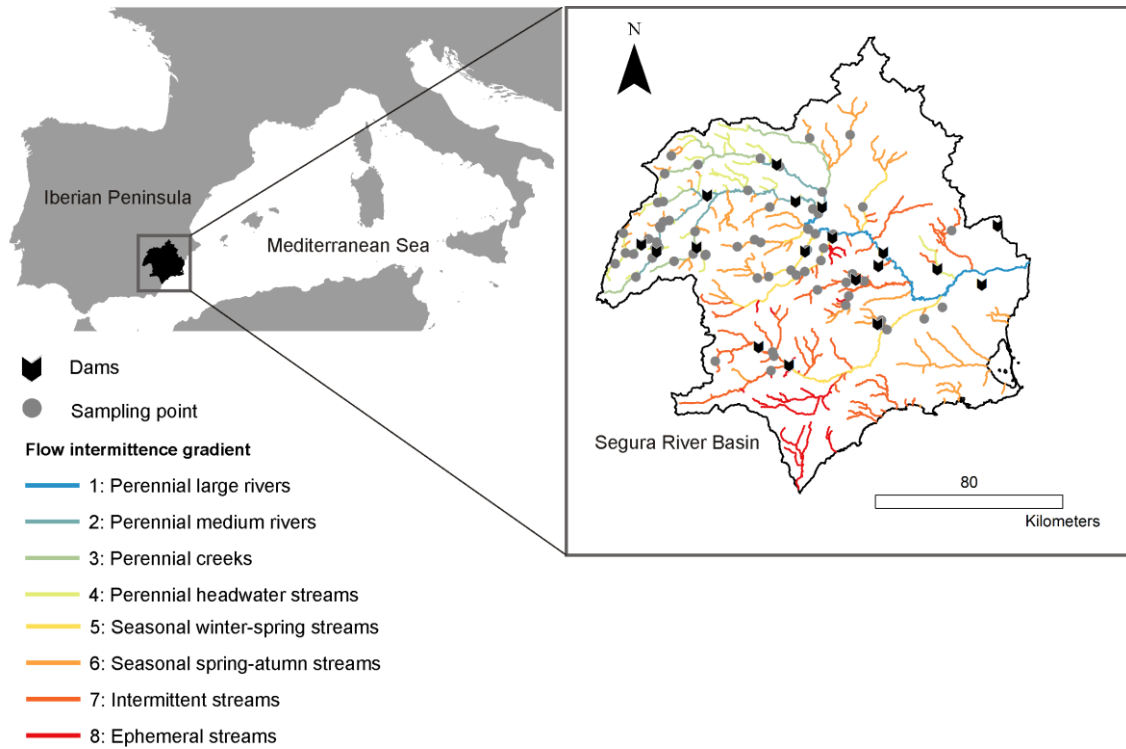 N
Iberian Peninsula
Mediterranean Sea
Segura River Basin
80
Kilometers
Dams
Sampling point
Flow intermittence gradient
1: Perennial large rivers
2: Perennial medium rivers
3: Perennial creeks
4: Perennial headwater streams
5: Seasonal winter-spring streams
6: Seasonal spring-atumn streams
7: Intermittent streams
8: Ephemeral streams